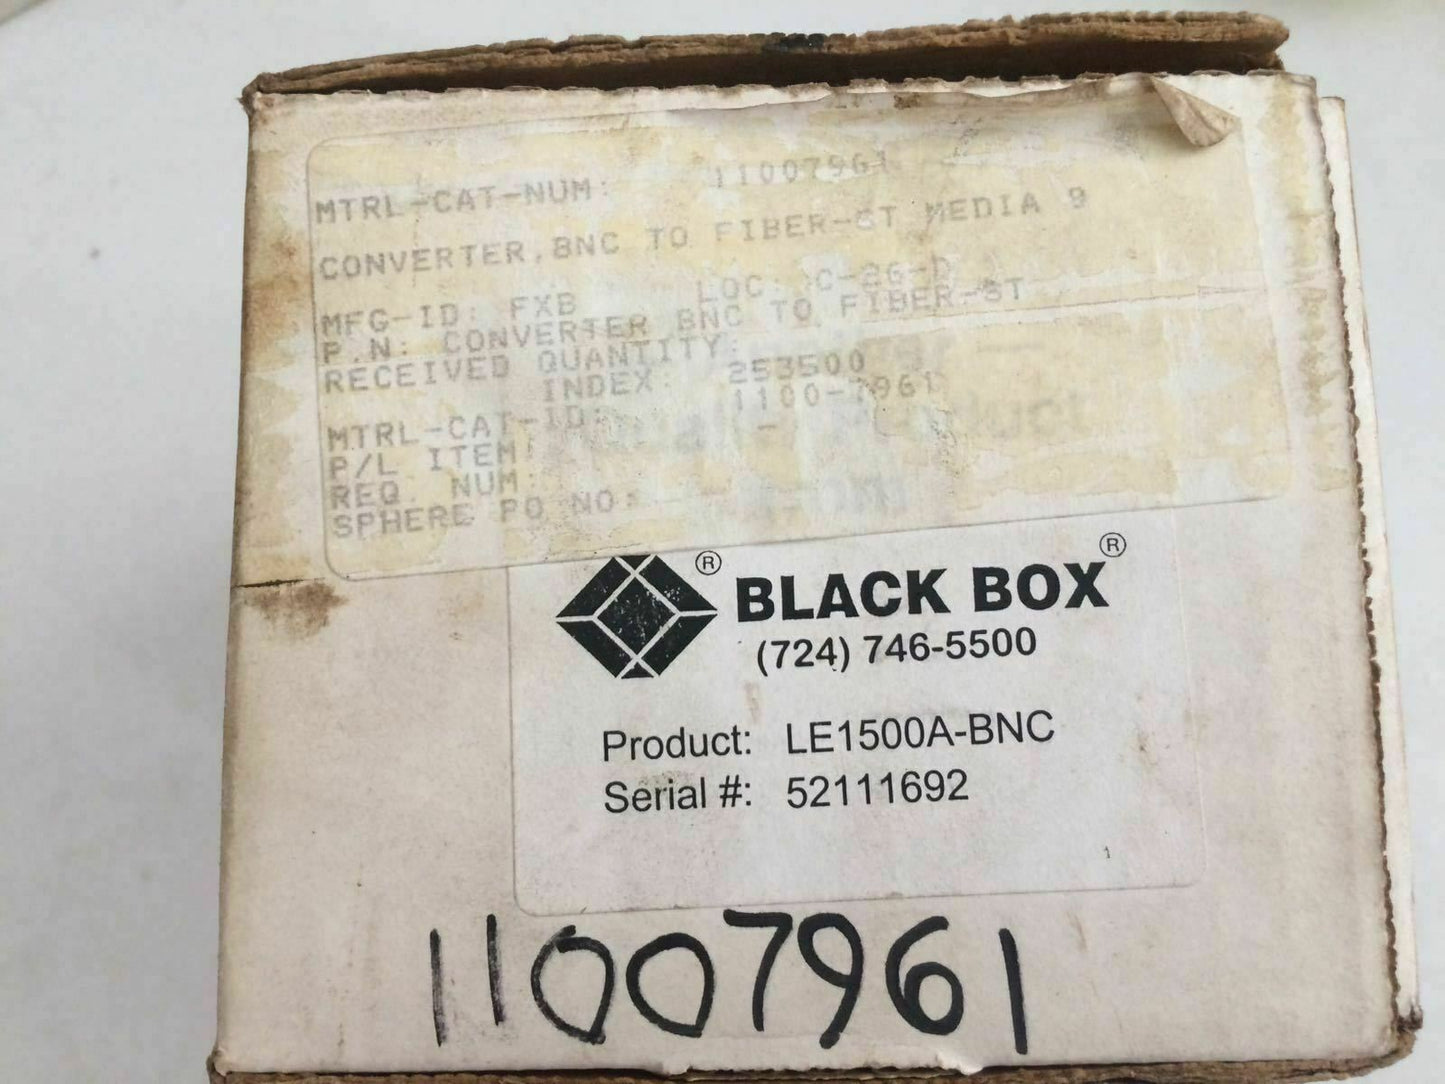 MTRL-CAT-NUM: 11007961
CONVERTER,BNC TO FIBER-ST MEDIA 9
MFG-ID: FXB LOC: C-26-D
P.N: CONVERTER BNC TO FIBER-ST
RECEIVED QUANTITY:
INDEX: 253500
MTRL-CAT-ID: 1100-7961
P/L ITEM:
REQ. NUM:
SPHERE PO NO:
® BLACK BOX®
(724) 746-5500
Product: LE1500A-BNC
Serial #: 52111692
1
11007961